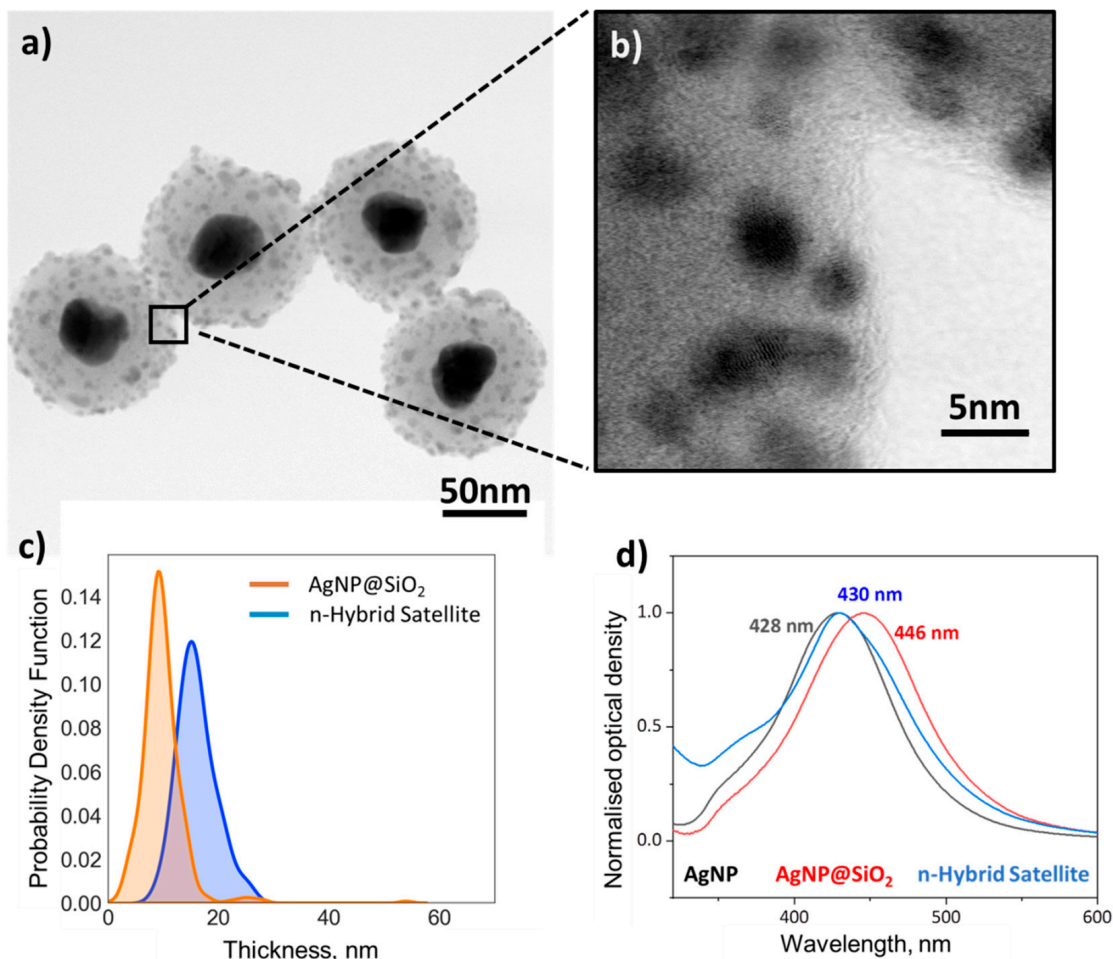 a)
b)
50nm
5nm
c)
Probability Density Function
0.14
0.12
0.10
0.08
0.06
0.04
0.02
0.00
0
20
40
60
Thickness, nm
AgNP@SiO₂
n-Hybrid Satellite
d)
Normalised optical density
1.0
0.5
0.0
428 nm
430 nm
446 nm
AgNP
AgNP@SiO₂
n-Hybrid Satellite
400
500
600
Wavelength, nm